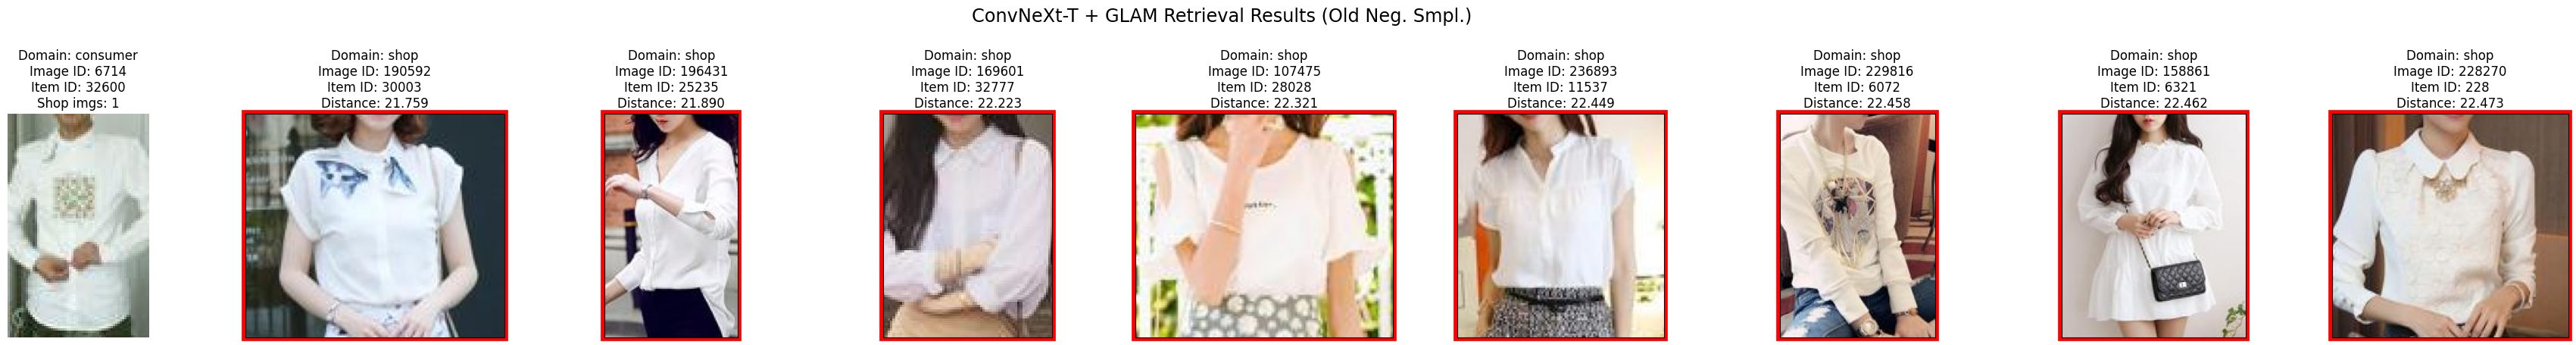 ConvNeXt-T + GLAM Retrieval Results (Old Neg. Smpl.)
Domain: consumer
Image ID: 6714
Item ID: 32600
Shop imgs: 1
Domain: shop
Image ID: 190592
Item ID: 30003
Distance: 21.759
Domain: shop
Image ID: 196431
Item ID: 25235
Distance: 21.890
Domain: shop
Image ID: 169601
Item ID: 32777
Distance: 22.223
Domain: shop
Image ID: 107475
Item ID: 28028
Distance: 22.321
Domain: shop
Image ID: 236893
Item ID: 11537
Distance: 22.449
Domain: shop
Image ID: 229816
Item ID: 6072
Distance: 22.458
Domain: shop
Image ID: 158861
Item ID: 6321
Distance: 22.462
Domain: shop
Image ID: 228270
Item ID: 228
Distance: 22.473